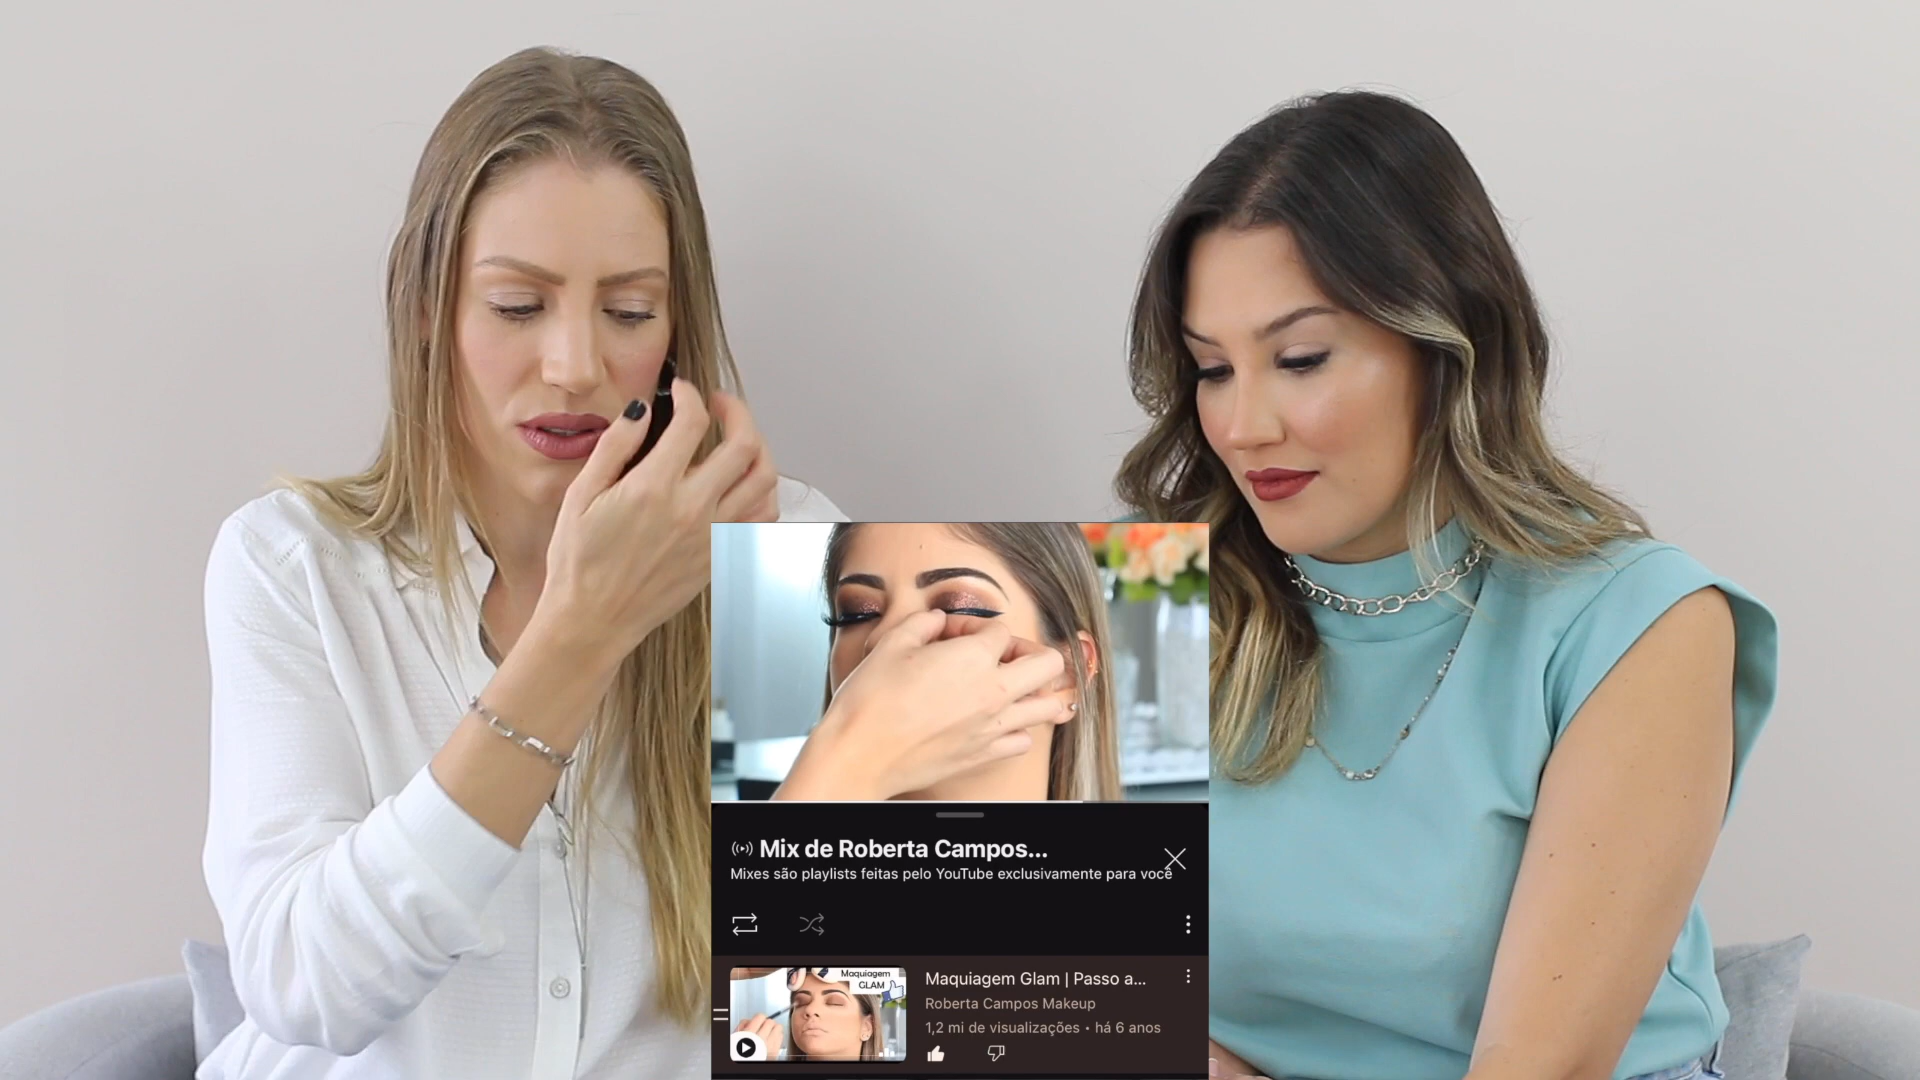 Mix de Roberta Campos...
Mixes são playlists feitas pelo YouTube exclusivamente para você
Maquiagem
GLAM
Maquiagem Glam | Passo a...
Roberta Campos Makeup
1,2 mi de visualizações • há 6 anos